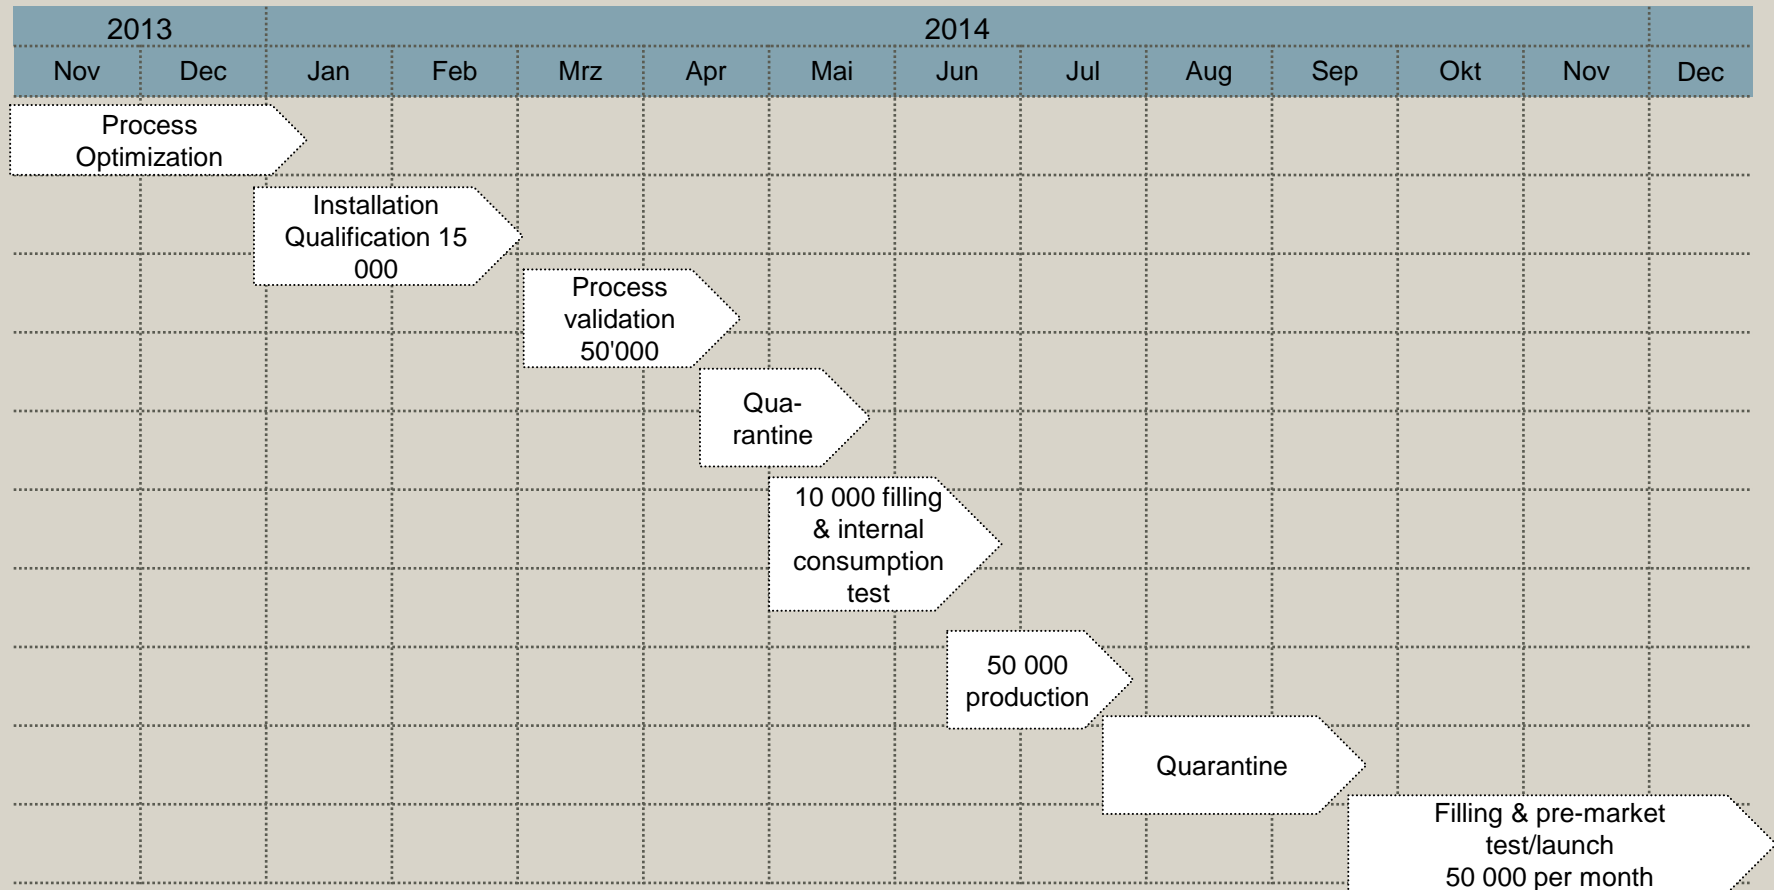 2013
2014
Nov
Dec
Jan
Feb
Mrz
Apr
Mai
Jun
Jul
Aug
Sep
Okt
Nov
Dec
Process
Optimization
Installation
Qualification 15
000
Process
validation
50'000
Qua-
rantine
10 000 filling
& internal
consumption
test
50 000
production
Quarantine
Filling & pre-market
test/launch
50 000 per month